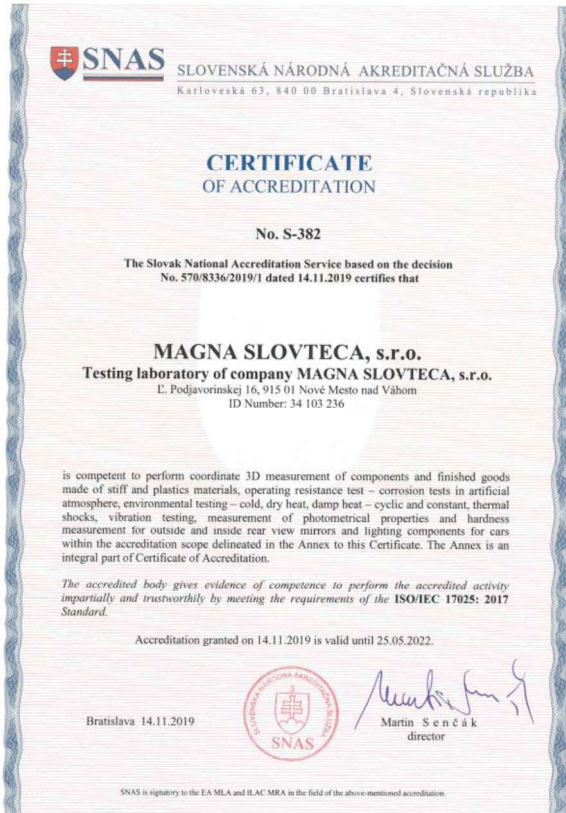 SNAS
SLOVENSKÁ NÁRODNÁ AKREDITAČNÁ SLUŽBA
Karloveská 63, 840 00 Bratislava 4, Slovenská republika
CERTIFICATE
OF ACCREDITATION
No. S-382
The Slovak National Accreditation Service based on the decision
No. 570/8336/2019/1 dated 14.11.2019 certifies that
MAGNA SLOVTECA, s.r.o.
Testing laboratory of company MAGNA SLOVTECA, s.r.o.
Ľ. Podjavorinskej 16, 915 01 Nové Mesto nad Váhom
ID Number: 34 103 236
is competent to perform coordinate 3D measurement of components and finished goods
made of stiff and plastics materials, operating resistance test – corrosion tests in artificial
atmosphere, environmental testing – cold, dry heat, damp heat – cyclic and constant, thermal
shocks, vibration testing, measurement of photometrical properties and hardness
measurement for outside and inside rear view mirrors and lighting components for cars
within the accreditation scope delineated in the Annex to this Certificate. The Annex is an
integral part of Certificate of Accreditation.
The accredited body gives evidence of competence to perform the accredited activity
impartially and trustworthily by meeting the requirements of the ISO/IEC 17025: 2017
Standard.
Accreditation granted on 14.11.2019 is valid until 25.05.2022.
SLOVENSKÁ NÁRODNÁ AKREDITAČNÁ SLUŽBA
3
SNAS
Bratislava 14.11.2019
Martin Senčák
director
SNAS is signatory to the EA MLA and ILAC MRA in the field of the above-mentioned accreditation.